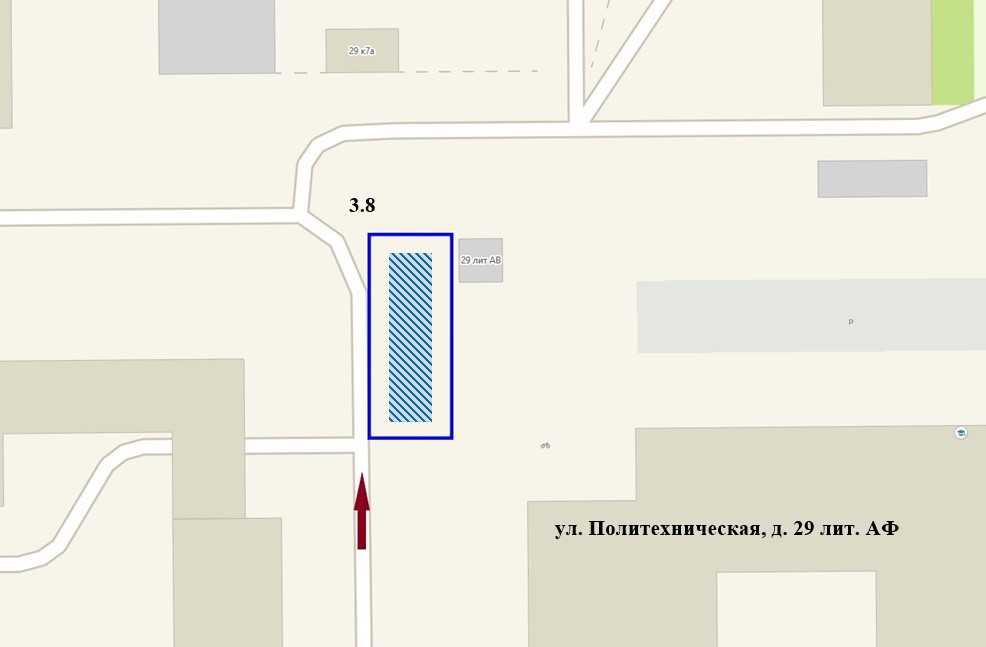 29 к7а
3.8
29 лит АВ
P
ул. Политехническая, д. 29 лит. АФ